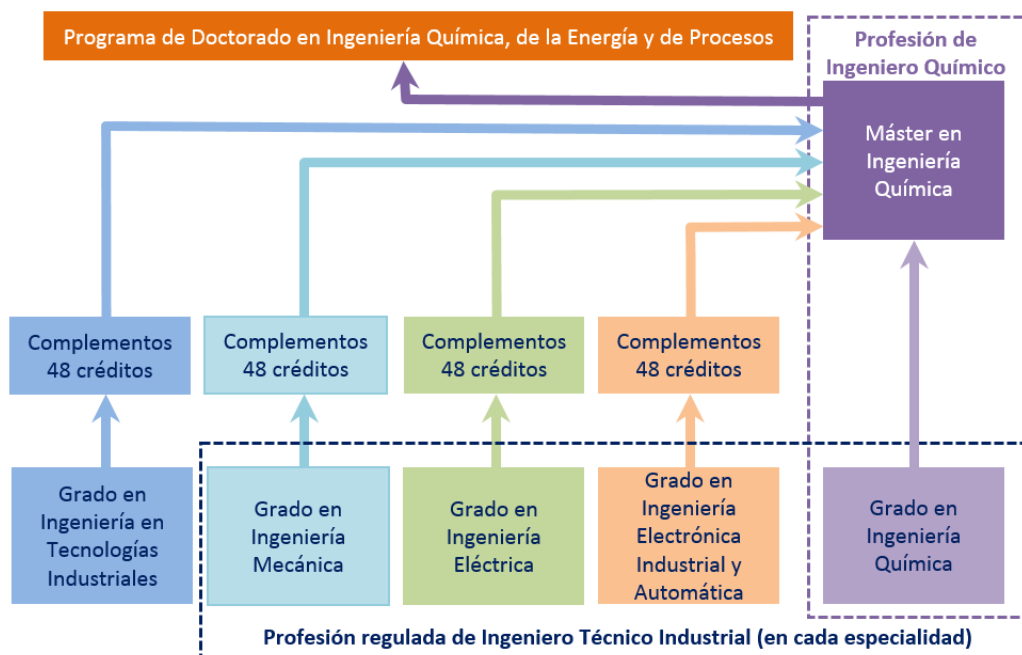 Programa de Doctorado en Ingeniería Química, de la Energía y de Procesos
Profesión de
Ingeniero Químico
Máster en
Ingeniería
Química
Complementos
48 créditos
Complementos
48 créditos
Complementos
48 créditos
Complementos
48 créditos
Grado en
Ingeniería en
Tecnologías
Industriales
Grado en
Ingeniería
Mecánica
Grado en
Ingeniería
Eléctrica
Grado en
Ingeniería
Electrónica
Industrial y
Automática
Grado en
Ingeniería
Química
Profesión regulada de Ingeniero Técnico Industrial (en cada especialidad)